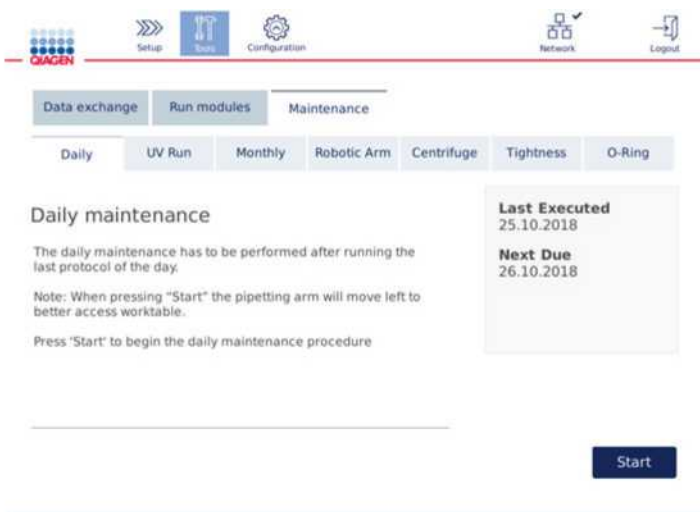 QIAGEN
Setup
Tools
Configuration
Network
Logout
Data exchange Run modules Maintenance
Daily UV Run Monthly Robotic Arm Centrifuge Tightness O-Ring
Daily maintenance
The daily maintenance has to be performed after running the
last protocol of the day.
Note: When pressing "Start" the pipetting arm will move left to
better access worktable.
Press 'Start' to begin the daily maintenance procedure
Last Executed
25.10.2018
Next Due
26.10.2018
Start